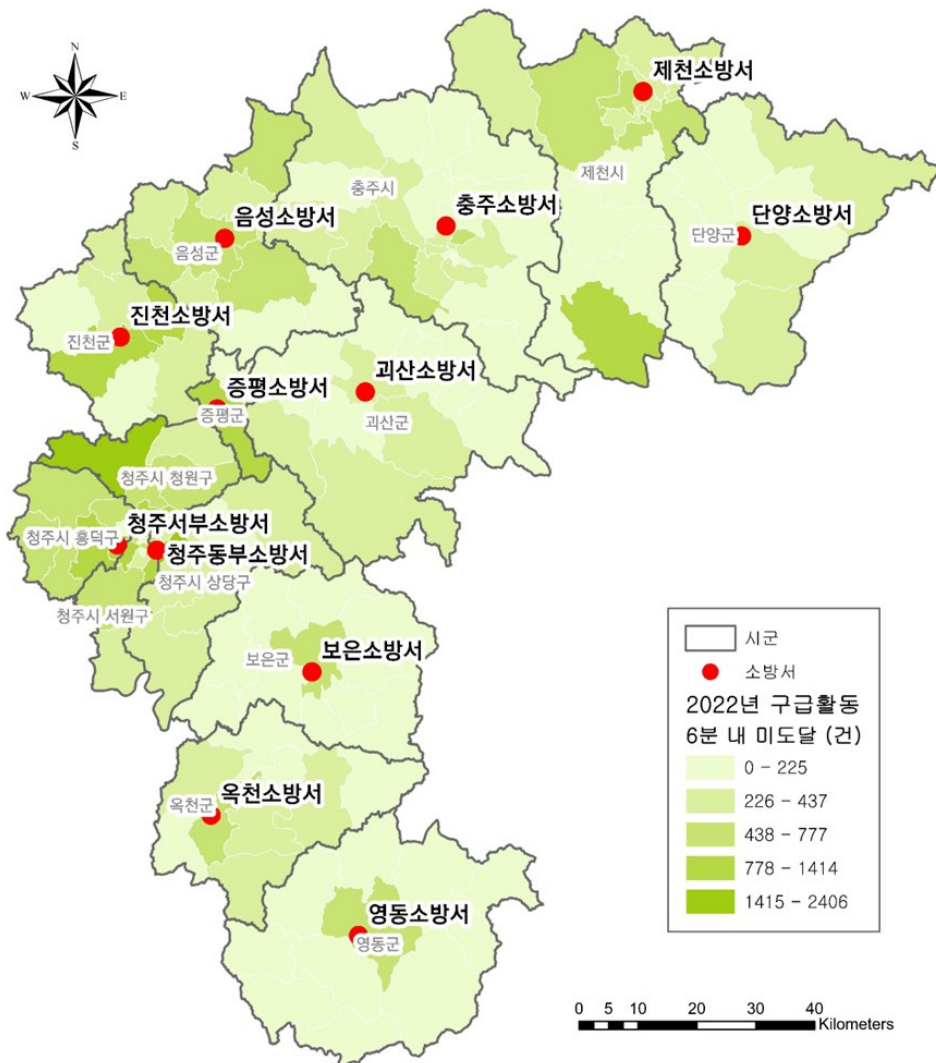 N
W
E
S
제천소방서
제천시
충주시
음성소방서
충주소방서
단양소방서
음성군
단양군
진천소방서
진천군
증평소방서
괴산소방서
증평군
괴산군
청주시 청원구
청주서부소방서
청주시 흥덕구
청주동부소방서
청주시 상당구
청주시 서원구
보은소방서
보은군
옥천소방서
옥천군
영동소방서
영동군
시군
소방서
2022년 구급활동
6분 내 미도달 (건)
0 - 225
226 - 437
438 - 777
778 - 1414
1415 - 2406
0 5 10 20 30 40
Kilometers